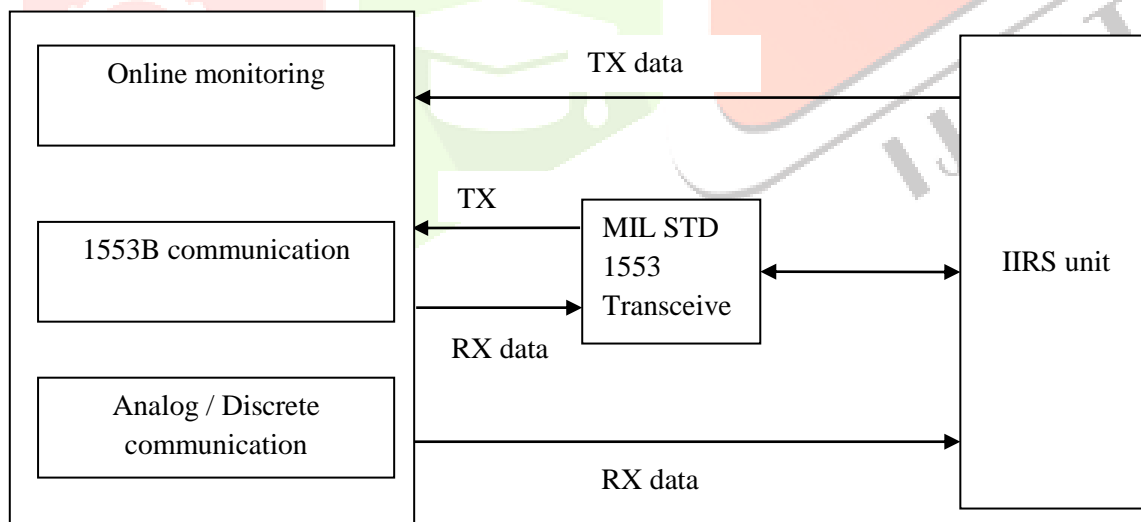 Online monitoring
TX data
TX
1553B communication
MIL STD
1553
Transceive
IIRS unit
RX data
Analog / Discrete
communication
RX data